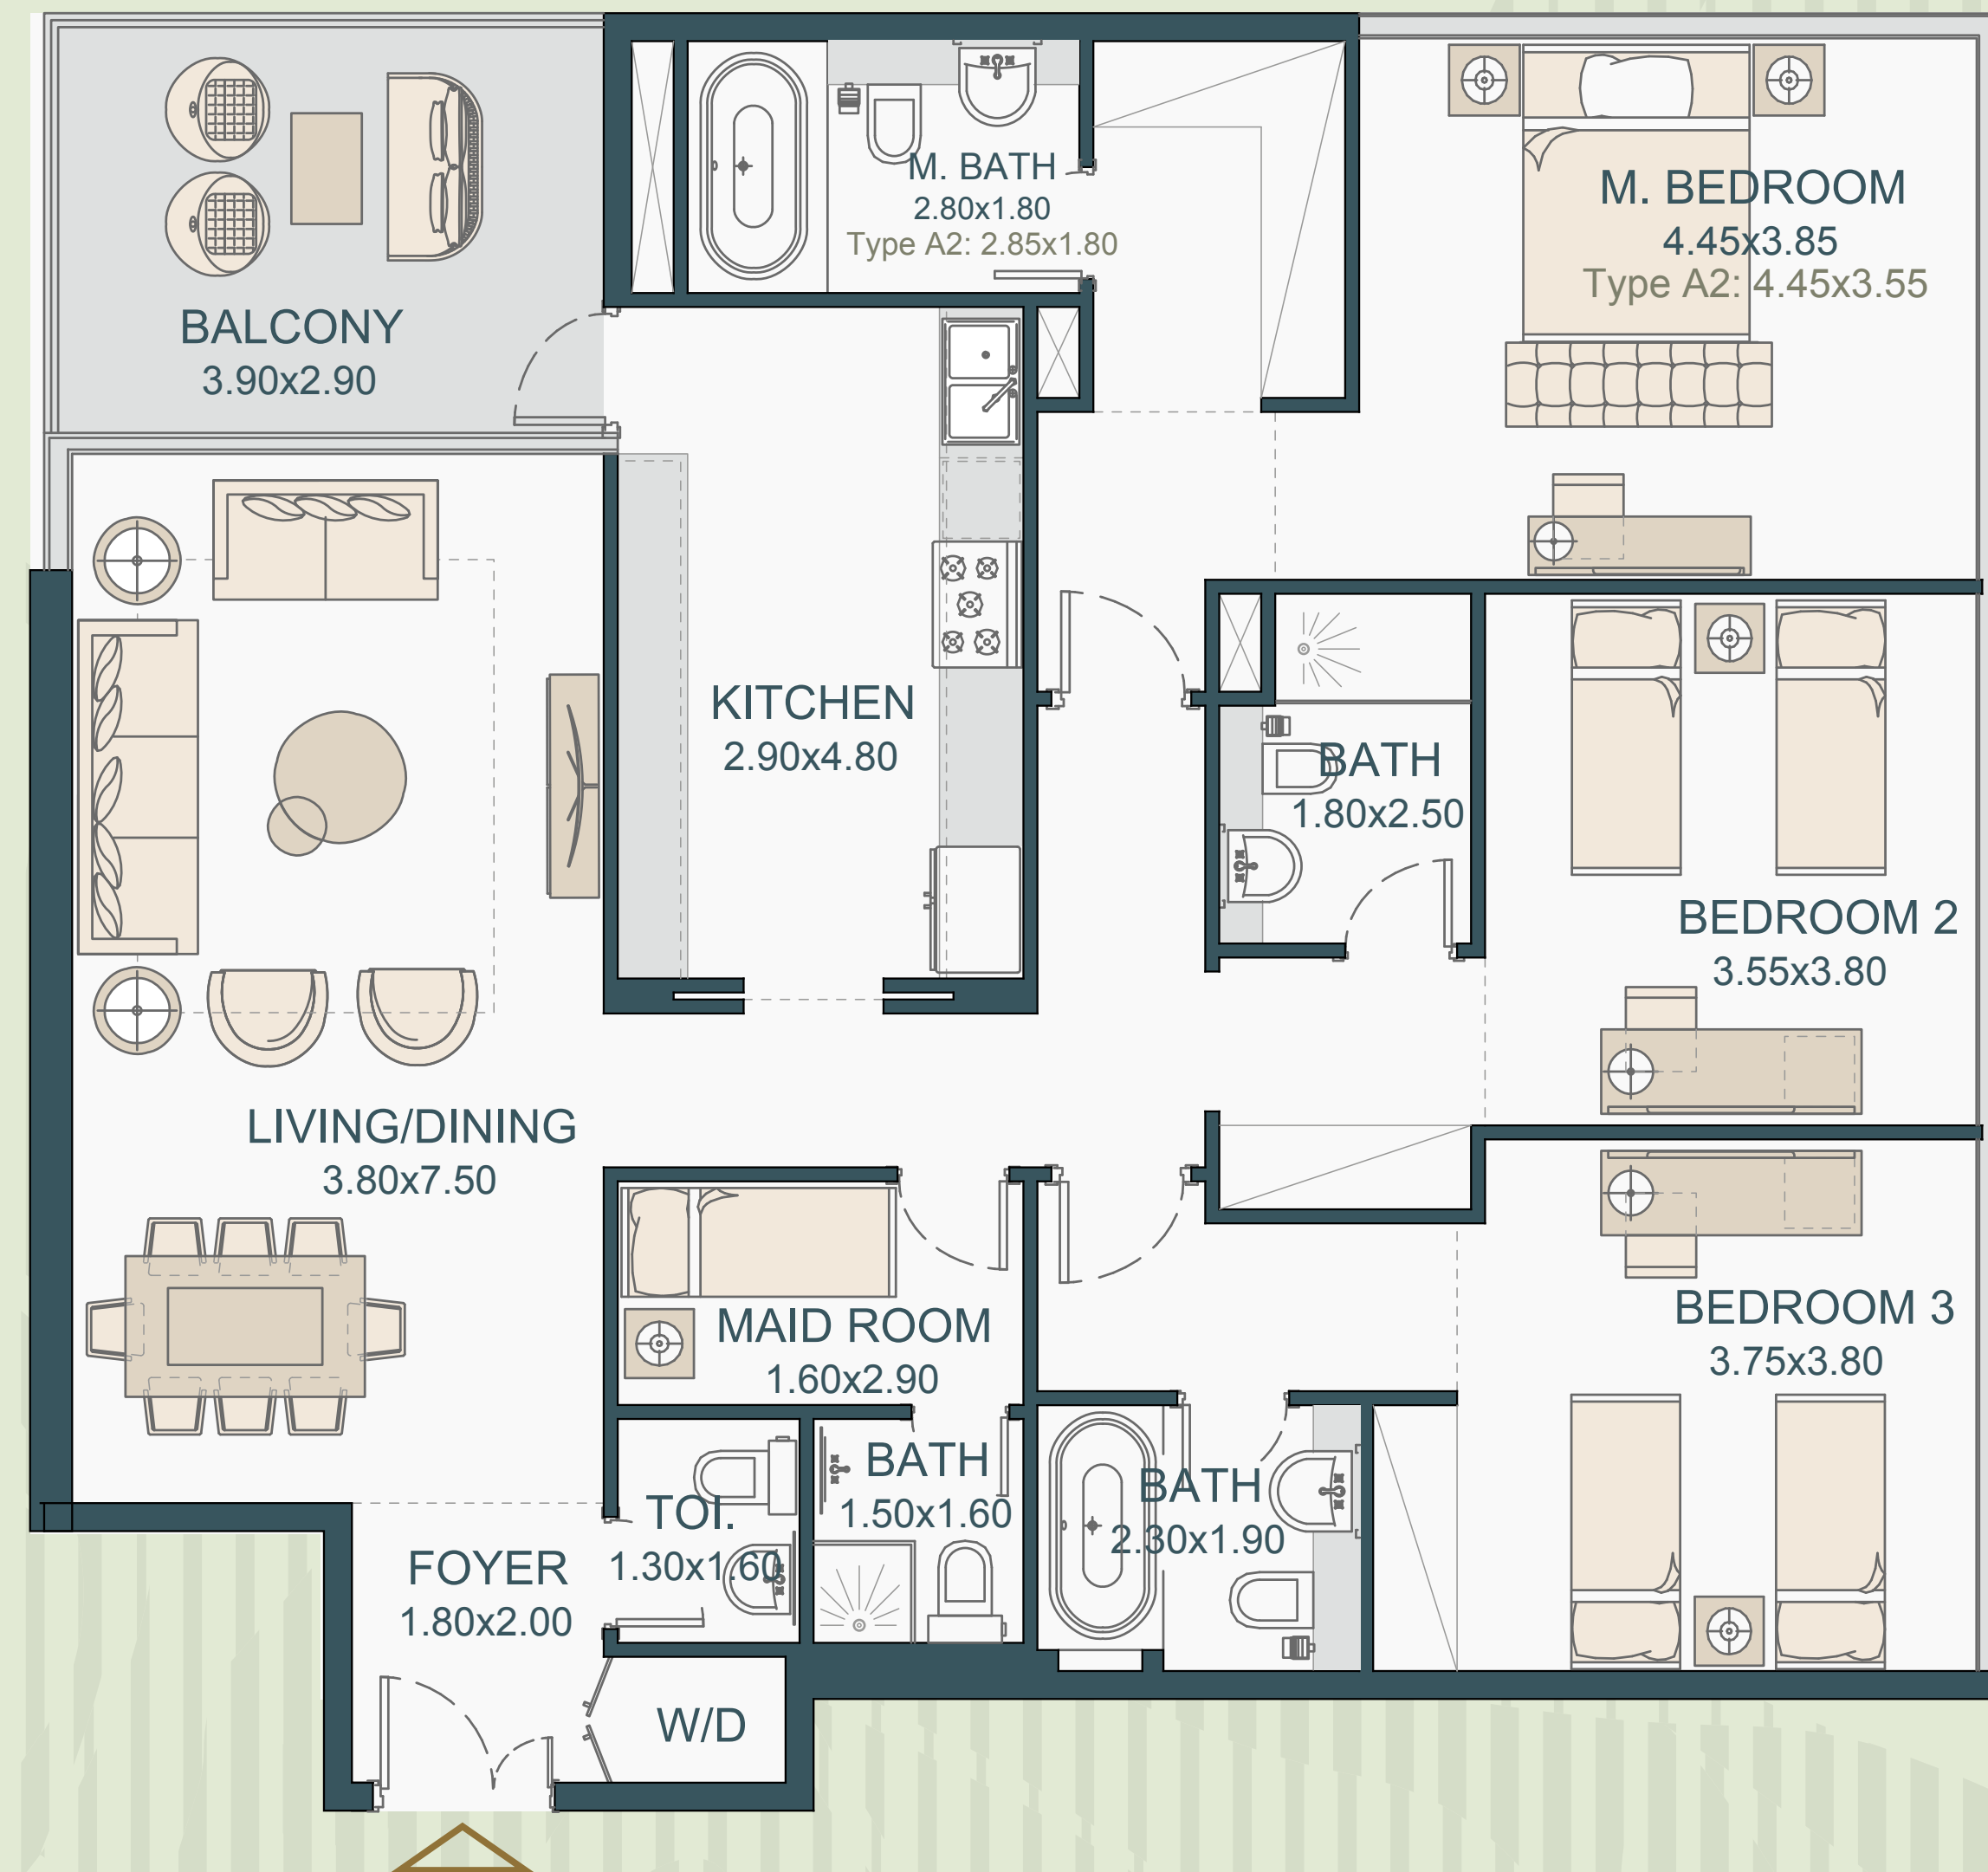 M. BATH
2.80x1.80
Type A2: 2.85x1.80
M. BEDROOM
4.45x3.85
Type A2: 4.45x3.55
BALCONY
3.90x2.90
KITCHEN
2.90x4.80
BATH
1.80x2.50
BEDROOM 2
3.55x3.80
LIVING/DINING
3.80x7.50
MAID ROOM
1.60x2.90
BEDROOM 3
3.75x3.80
BATH
1.50x1.60
BATH
2.30x1.90
TOI.
1.30x1.60
FOYER
1.80x2.00
W/D